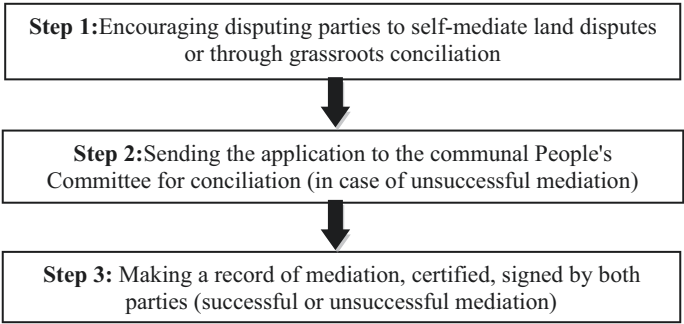 Step 1:Encouraging disputing parties to self-mediate land disputes
or through grassroots conciliation
Step 2:Sending the application to the communal People's
Committee for conciliation (in case of unsuccessful mediation)
Step 3: Making a record of mediation, certified, signed by both
parties (successful or unsuccessful mediation)